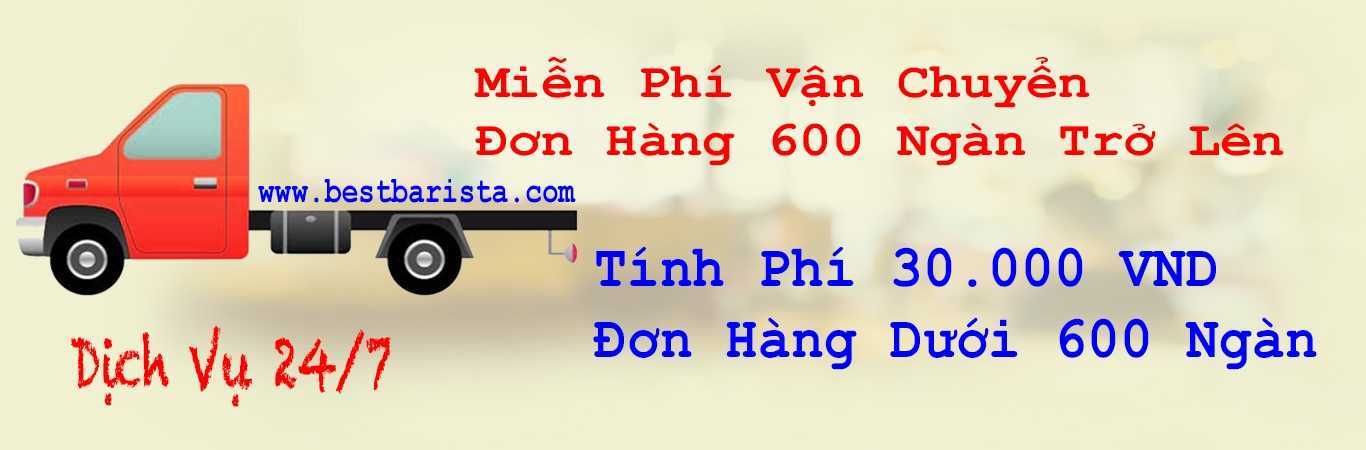 Miễn Phí Vận Chuyển
Đơn Hàng 600 Ngàn Trở Lên
www.bestbarista.com
Tính Phí 30.000 VND
Đơn Hàng Dưới 600 Ngàn
Dịch Vụ 24/7